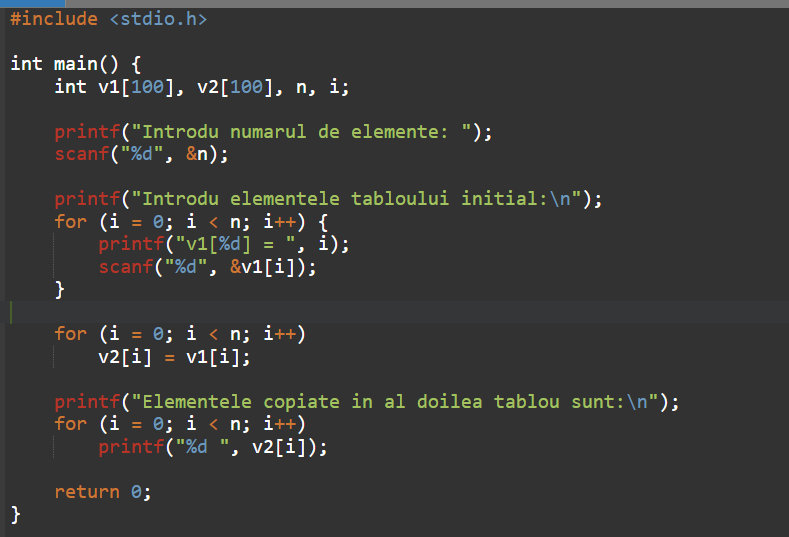 #include <stdio.h>
int main() {
int v1[100], v2[100], n, i;
printf("Introdu numarul de elemente: ");
scanf("%d", &n);
printf("Introdu elementele tabloului initial:\n");
for (i = 0; i < n; i++) {
printf("v1[%d] = ", i);
scanf("%d", &v1[i]);
}
for (i = 0; i < n; i++)
v2[i] = v1[i];
printf("Elementele copiate in al doilea tablou sunt:\n");
for (i = 0; i < n; i++)
printf("%d ", v2[i]);
return 0;
}